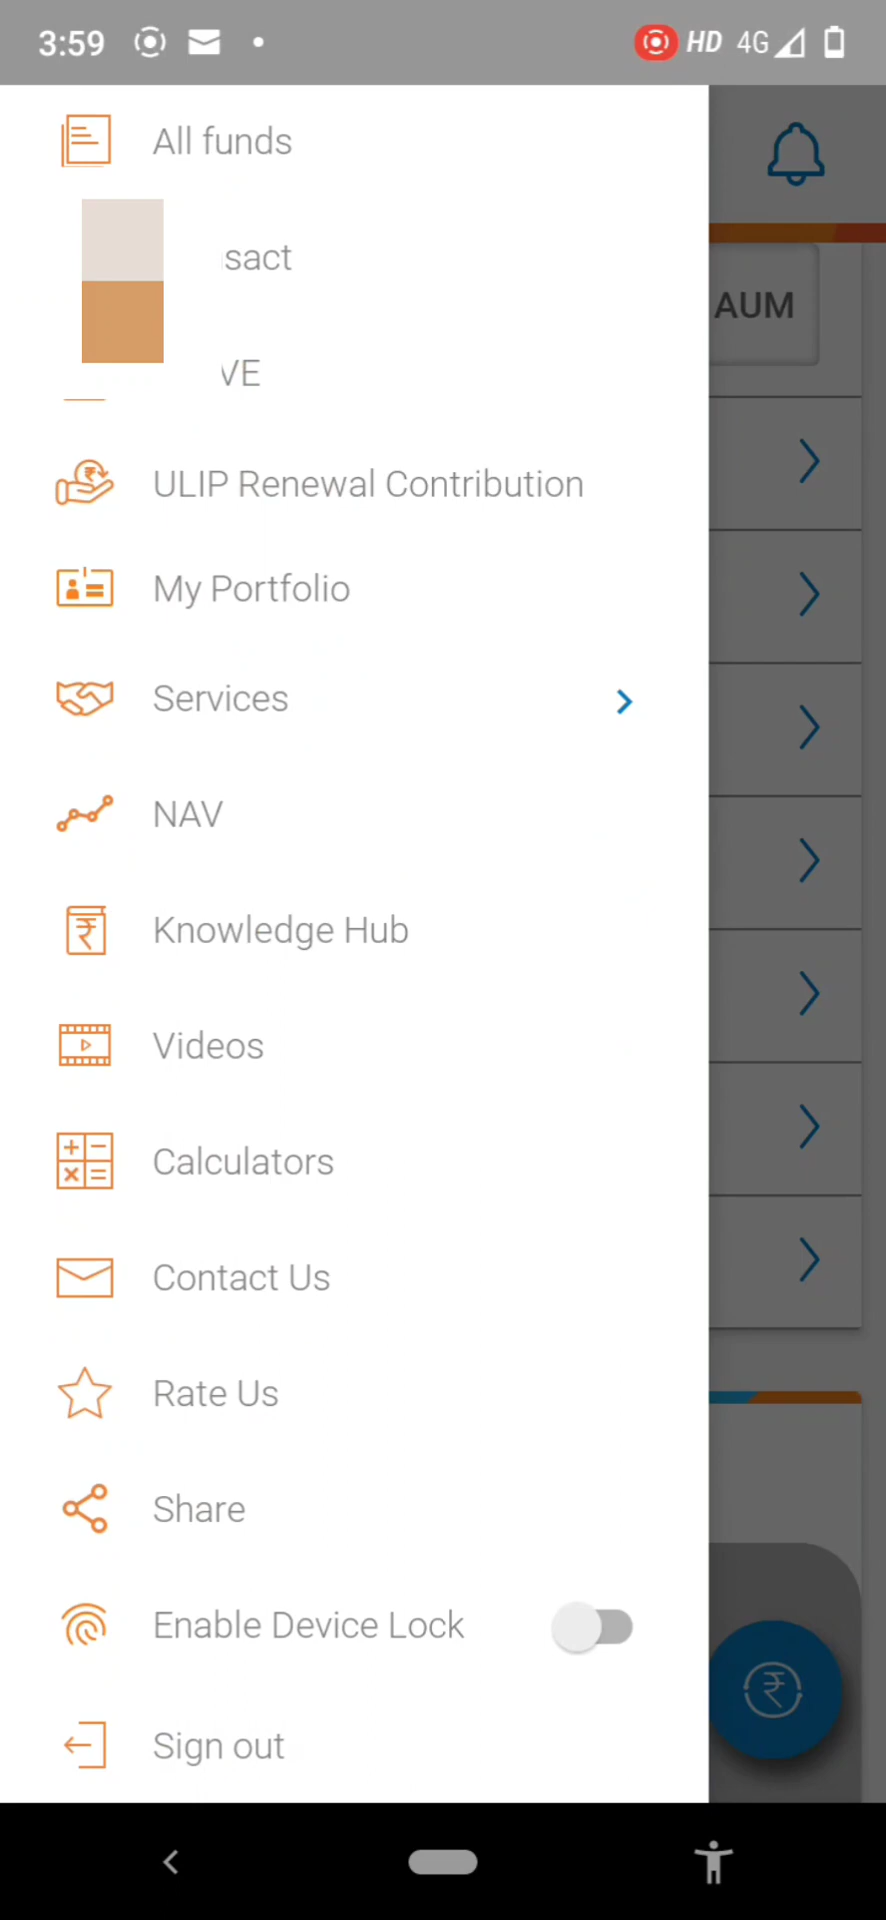 3:59 HD 4G
All funds
sact
VE
AUM
ULIP Renewal Contribution
My Portfolio
Services
NAV
Knowledge Hub
Videos
Calculators
Contact Us
Rate Us
Share
Enable Device Lock
Sign out